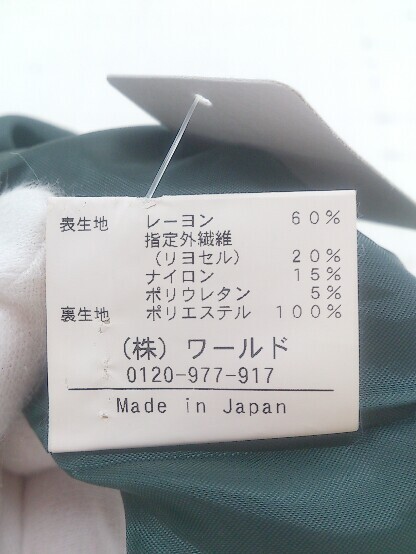 表生地 レーヨン 60%
指定外繊維
(リヨセル) 20%
ナイロン 15%
ポリウレタン 5%
裏生地 ポリエステル 100%
(株) ワールド
0120-977-917
Made in Japan